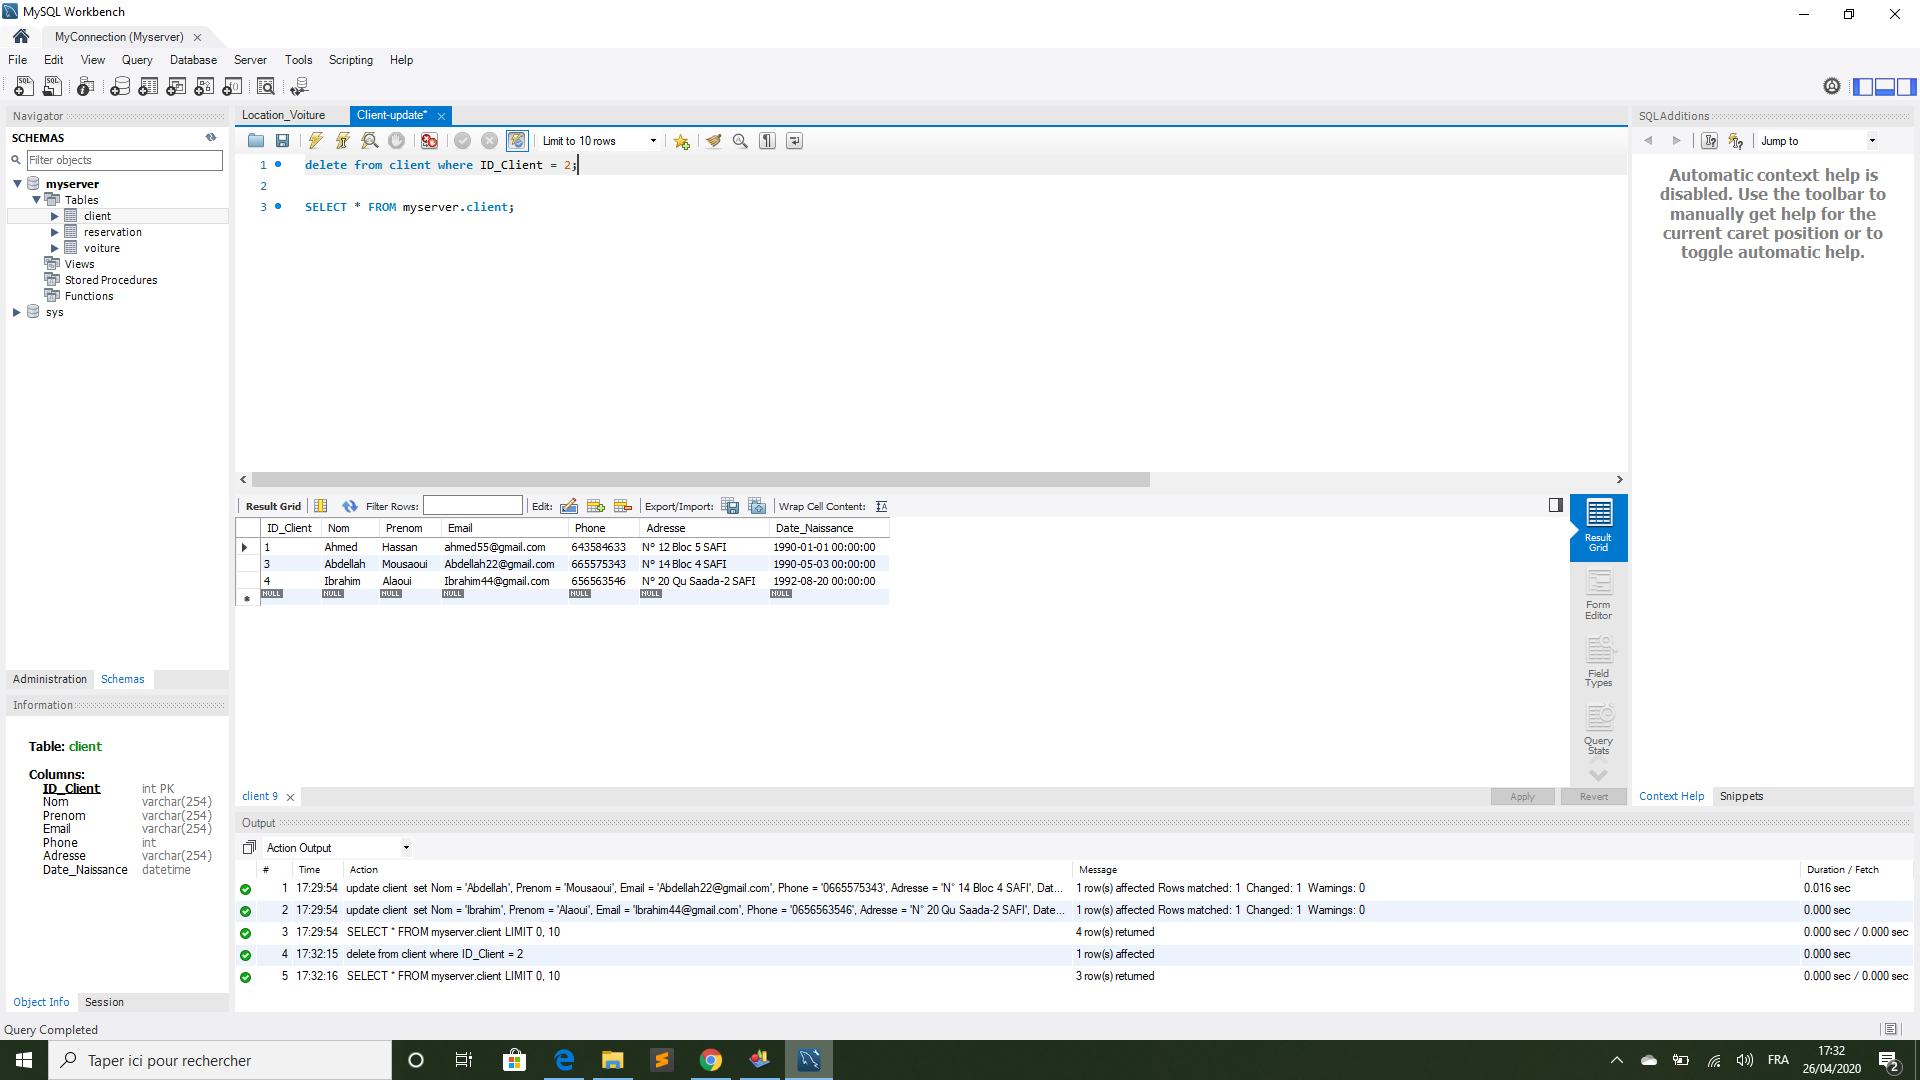 MySQL Workbench
MyConnection (Myserver)
File Edit View Query Database Server Tools Scripting Help
Navigator
SCHEMAS
Filter objects
myserver
Tables
client
reservation
voiture
Views
Stored Procedures
Functions
sys
Administration Schemas
Information
Table: client
Columns:
ID_Client int PK
Nom varchar(254)
Prenom varchar(254)
Email varchar(254)
Phone int
Adresse varchar(254)
Date_Naissance datetime
Object Info Session
Location_Voiture Client-update*
Limit to 10 rows
1 delete from client where ID_Client = 2;
2
3 SELECT * FROM myserver.client;
Result Grid Filter Rows: Edit: Export/Import: Wrap Cell Content:
ID_Client Nom Prenom Email Phone Adresse Date_Naissance
1 Ahmed Hassan ahmed55@gmail.com 643584633 N° 12 Bloc 5 SAFI 1990-01-01 00:00:00
3 Abdellah Mousaoui Abdellah22@gmail.com 665575343 N° 14 Bloc 4 SAFI 1990-05-03 00:00:00
4 Ibrahim Alaoui Ibrahim44@gmail.com 656563546 N° 20 Qu Saada-2 SAFI 1992-08-20 00:00:00
NULL NULL NULL NULL NULL NULL NULL
Result Grid
Form Editor
Field Types
Query Stats
client 9 Apply Revert
SQLAdditions
Jump to
Automatic context help is
disabled. Use the toolbar to
manually get help for the
current caret position or to
toggle automatic help.
Context Help Snippets
Output
Action Output
# Time Action Message Duration / Fetch
1 17:29:54 update client set Nom = 'Abdellah', Prenom = 'Mousaoui', Email = 'Abdellah22@gmail.com', Phone = '0665575343', Adresse = 'N° 14 Bloc 4 SAFI', Dat... 1 row(s) affected Rows matched: 1 Changed: 1 Warnings: 0 0.016 sec
2 17:29:54 update client set Nom = 'Ibrahim', Prenom = 'Alaoui', Email = 'Ibrahim44@gmail.com', Phone = '0656563546', Adresse = 'N° 20 Qu Saada-2 SAFI', Date... 1 row(s) affected Rows matched: 1 Changed: 1 Warnings: 0 0.000 sec
3 17:29:54 SELECT * FROM myserver.client LIMIT 0, 10 4 row(s) returned 0.000 sec / 0.000 sec
4 17:32:15 delete from client where ID_Client = 2 1 row(s) affected 0.000 sec
5 17:32:16 SELECT * FROM myserver.client LIMIT 0, 10 3 row(s) returned 0.000 sec / 0.000 sec
Query Completed
Taper ici pour rechercher
FRA
17:32
26/04/2020
2